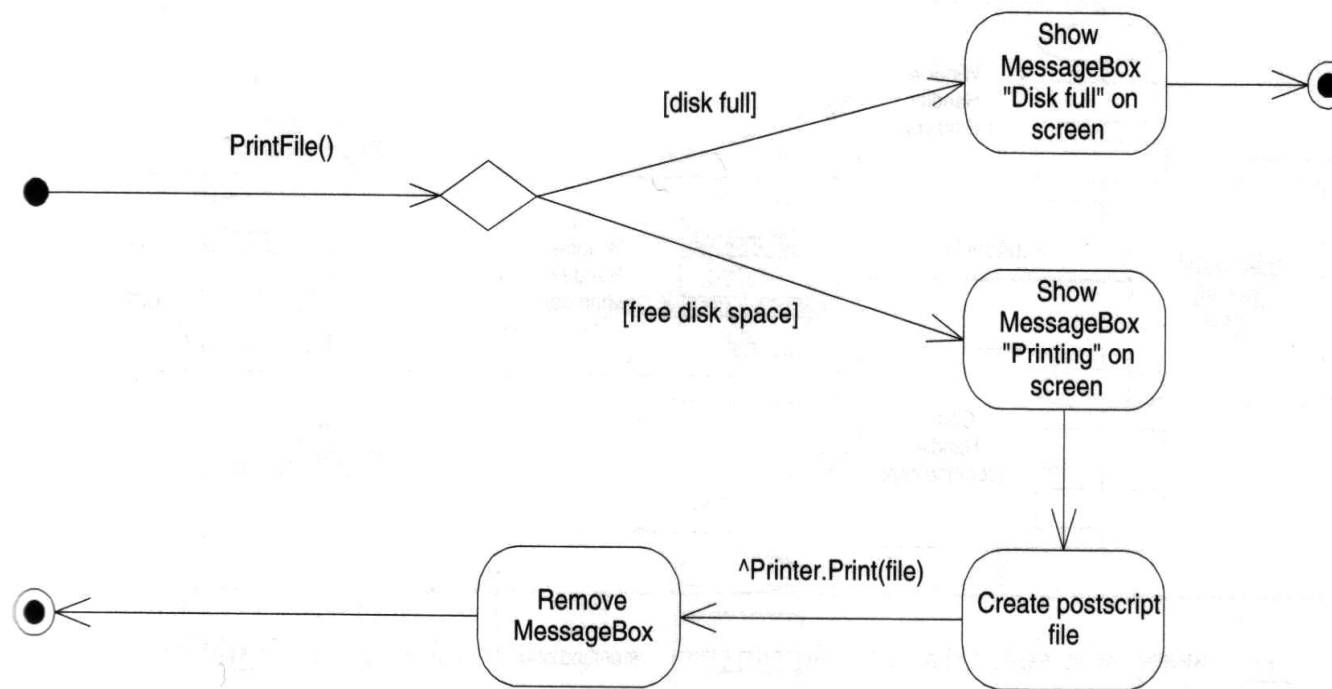 Show
MessageBox
"Disk full" on
screen
[disk full]
PrintFile()
[free disk space]
Show
MessageBox
"Printing" on
screen
^Printer.Print(file)
Create postscript
file
Remove
MessageBox